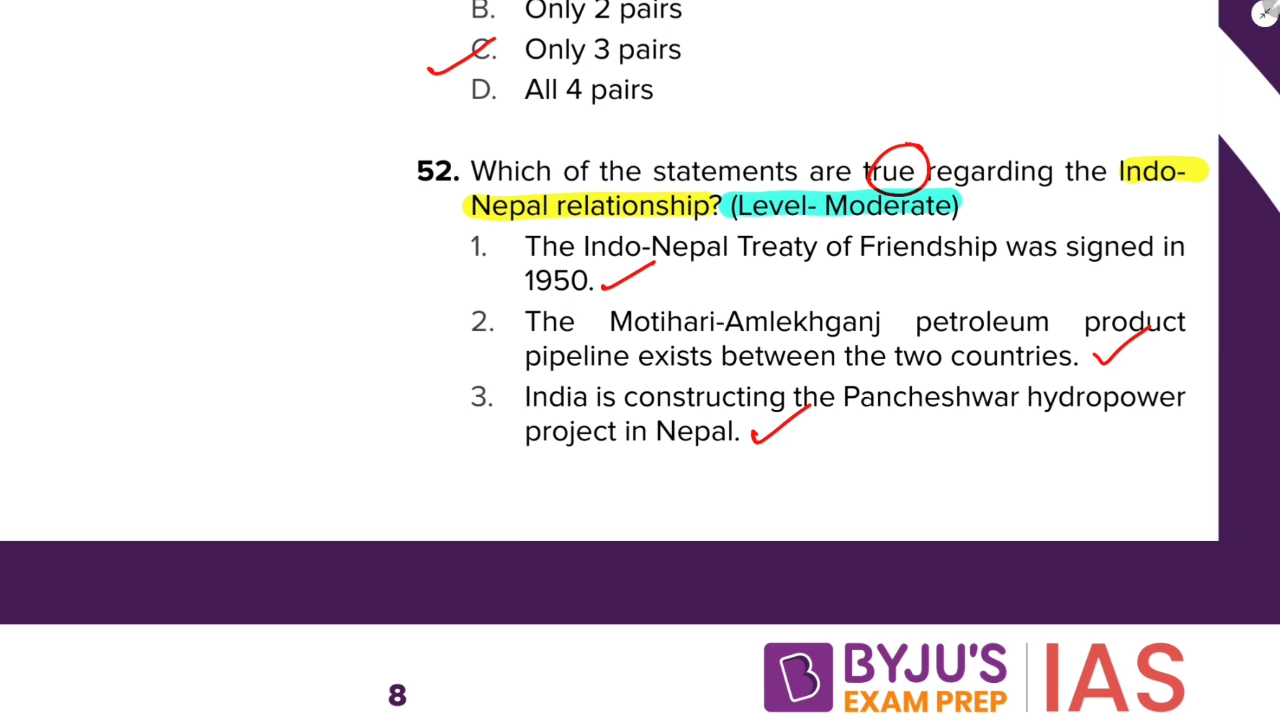 B. Only 2 pairs
C. Only 3 pairs
D. All 4 pairs
52. Which of the statements are true regarding the Indo-
Nepal relationship? (Level- Moderate)
1. The Indo-Nepal Treaty of Friendship was signed in
1950.
2. The Motihari-Amlekhganj petroleum product
pipeline exists between the two countries.
3. India is constructing the Pancheshwar hydropower
project in Nepal.
8
BYJU'S
EXAM PREP
IAS